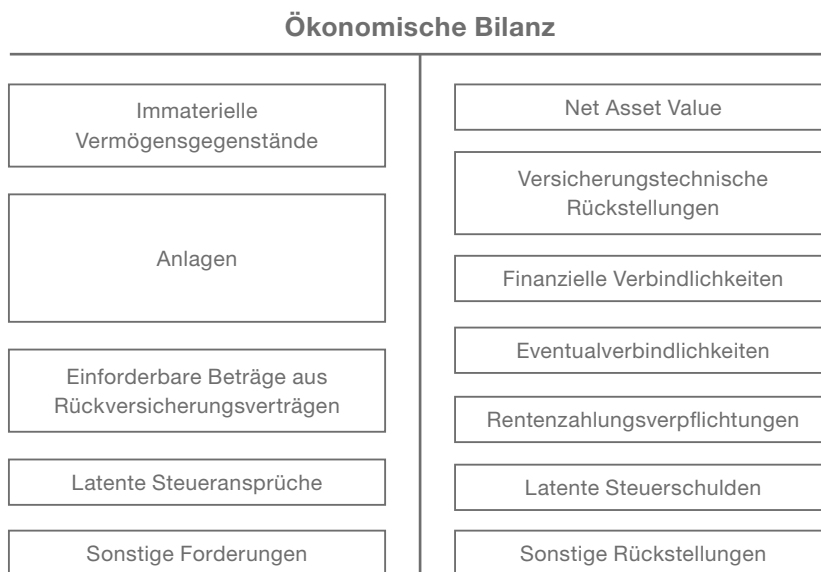 Ökonomische Bilanz
Immaterielle
Vermögensgegenstände
Anlagen
Einforderbare Beträge aus
Rückversicherungsverträgen
Latente Steueransprüche
Sonstige Forderungen
Net Asset Value
Versicherungstechnische
Rückstellungen
Finanzielle Verbindlichkeiten
Eventualverbindlichkeiten
Rentenzahlungsverpflichtungen
Latente Steuerschulden
Sonstige Rückstellungen